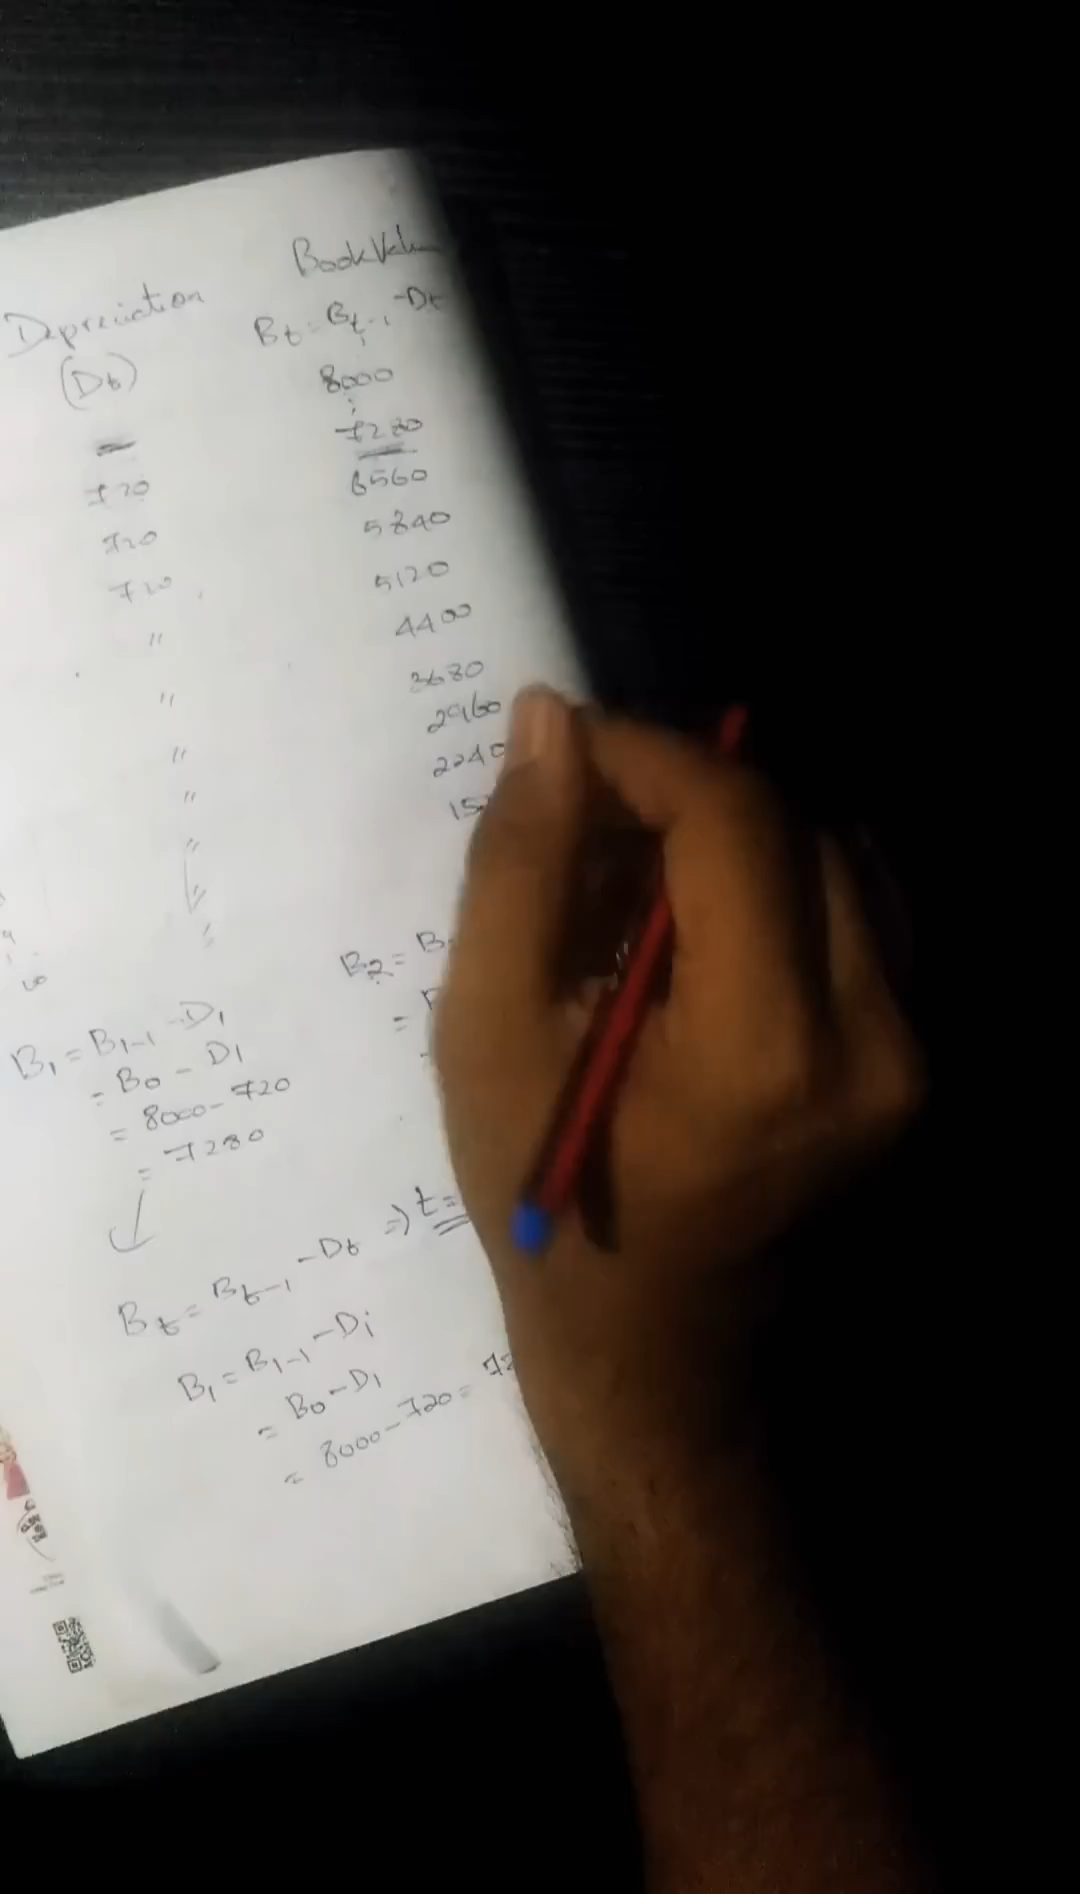 Depreciation
(Dt)
—
720
720
720
"
"
"
"
"
"
"
Book Valu
Bt = Bt-1 - Dt
8000
7280
6560
5840
5120
4400
3680
2960
2240
B1 = B1-1 - D1
= B0 - D1
= 8000 - 720
= 7280
B2 = B
=
Bt = Bt-1 - Dt => t =
B1 = B1-1 - D1
= B0 - D1
= 8000 - 720 =